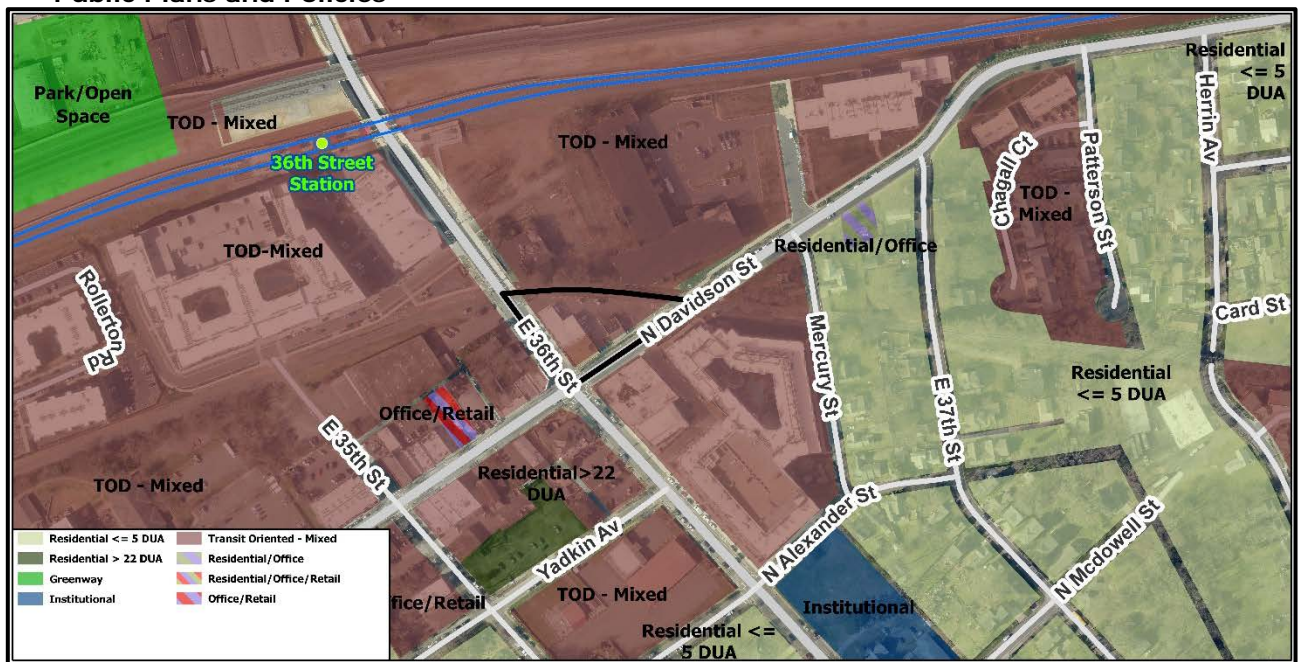 Public Plans and Policies
Residential
<= 5
DUA
Park/Open
Space
TOD - Mixed
TOD - Mixed
36th Street
Station
Herrin Av
Patterson St
Chagall Ct
TOD -
Mixed
TOD-Mixed
Residential/Office
Rollerton Rd
N Davidson St
E 36th St
Mercury St
E 37th St
Card St
Residential
<= 5 DUA
Office/Retail
E 35th St
Residential>22
DUA
TOD - Mixed
N Alexander St
Yadkin Av
N Mcdowell St
TOD - Mixed
ffice/Retail
Institutional
Residential <=
5 DUA
Residential <= 5 DUA
Residential > 22 DUA
Greenway
Institutional
Transit Oriented - Mixed
Residential/Office
Residential/Office/Retail
Office/Retail